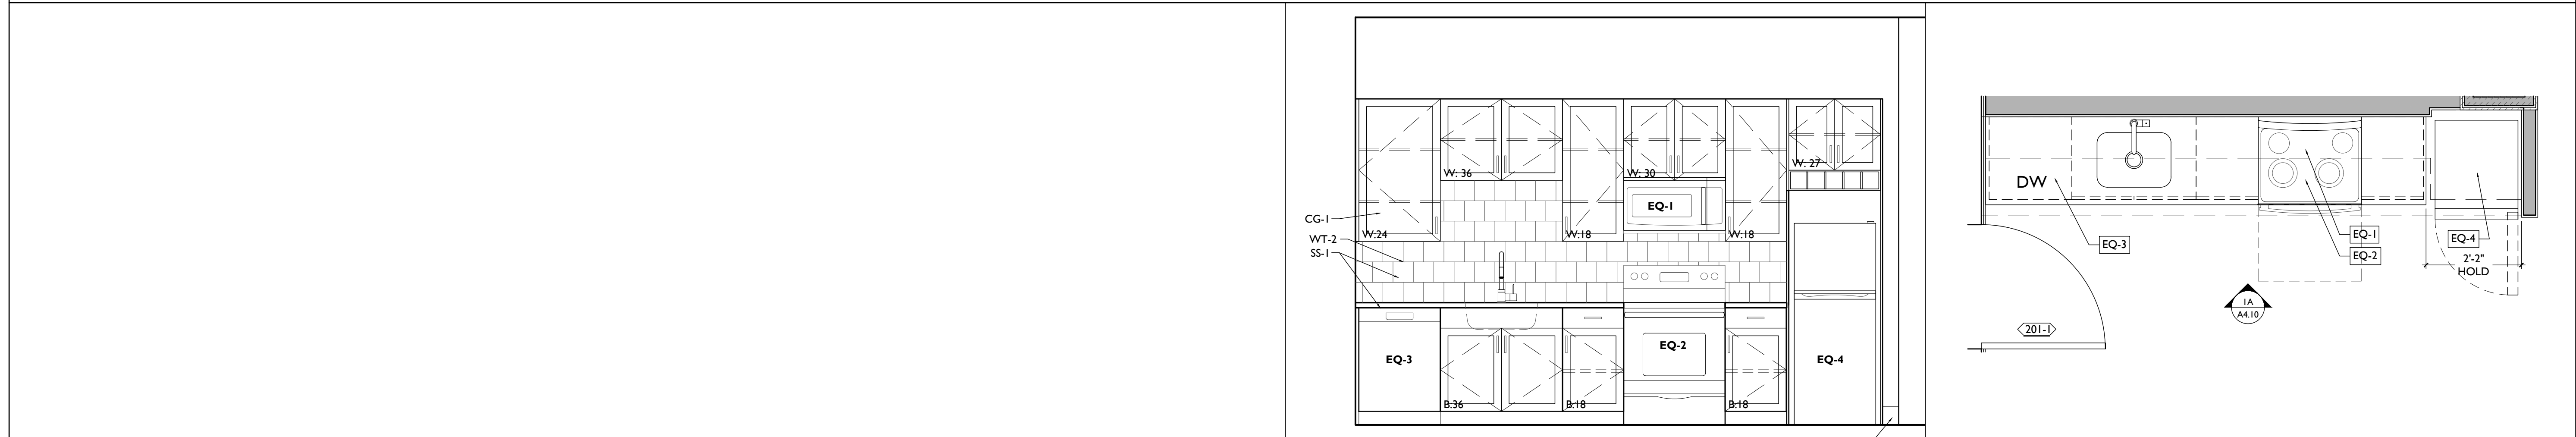 W: 36
W: 30
W: 27
EQ-1
CG-1
W:24
W:18
W:18
WT-2
SS-1
EQ-3
EQ-2
EQ-4
B:36
B:18
B:18
DW
EQ-3
EQ-1
EQ-2
EQ-4
2'-2"
HOLD
1A
A4.10
201-1